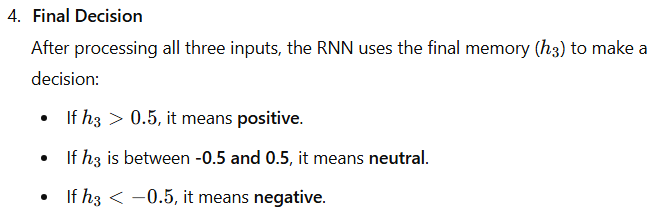 4. Final Decision
After processing all three inputs, the RNN uses the final memory (h₃) to make a
decision:
• If h₃ > 0.5, it means positive.
• If h₃ is between -0.5 and 0.5, it means neutral.
• If h₃ < −0.5, it means negative.